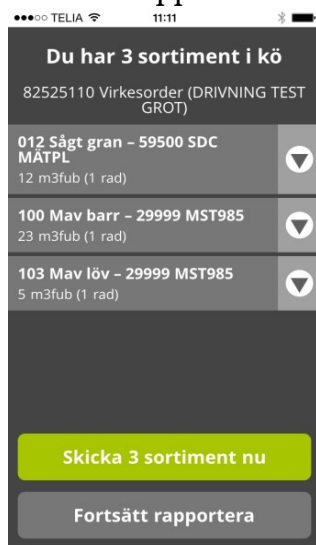 ●●●○○ TELIA 11:11
Du har 3 sortiment i kö
82525110 Virkesorder (DRIVNING TEST
GROT)
012 Sågt gran – 59500 SDC
MÄTPL
12 m3fub (1 rad)
100 Mav barr – 29999 MST985
23 m3fub (1 rad)
103 Mav löv – 29999 MST985
5 m3fub (1 rad)
Skicka 3 sortiment nu
Fortsätt rapportera